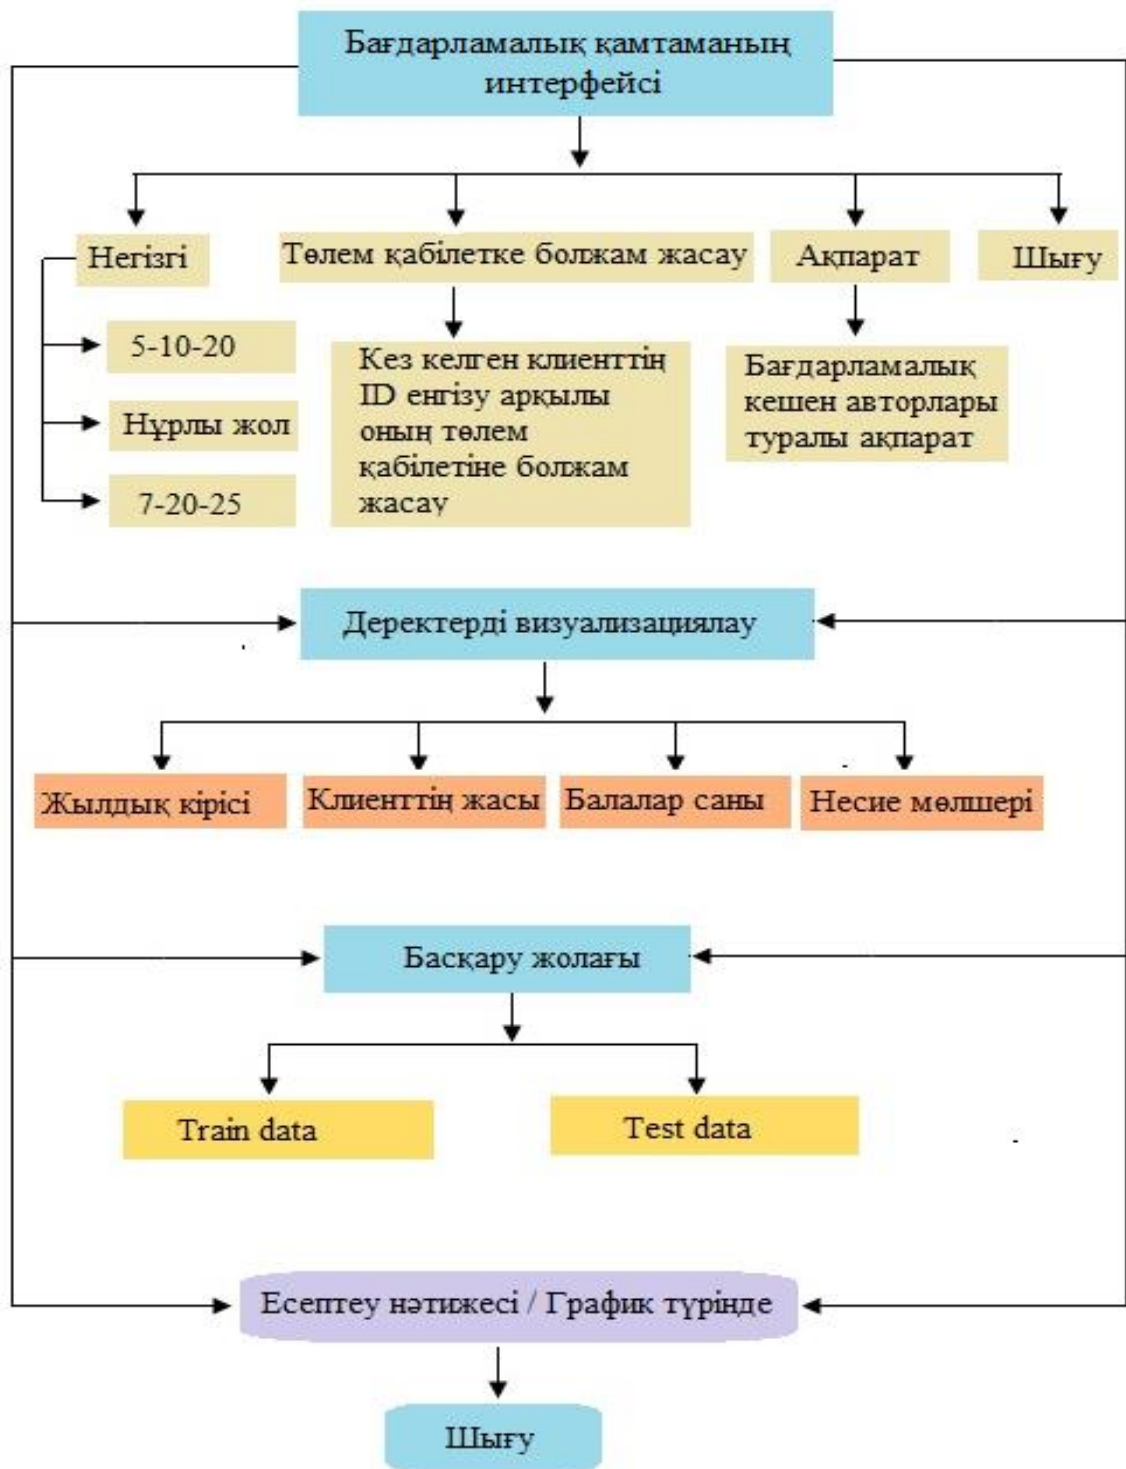 Бағдарламалық қамтаманың
интерфейсі
Негізгі
Төлем қабілетке болжам жасау
Ақпарат
Шығу
5-10-20
Нұрлы жол
7-20-25
Кез келген клиенттің
ID енгізу арқылы
оның төлем
қабілетіне болжам
жасау
Бағдарламалық
кешен авторлары
туралы ақпарат
Деректерді визуализациялау
Жылдық кірісі
Клиенттің жасы
Балалар саны
Несие мөлшері
Басқару жолағы
Train data
Test data
Есептеу нәтижесі / График түрінде
Шығу